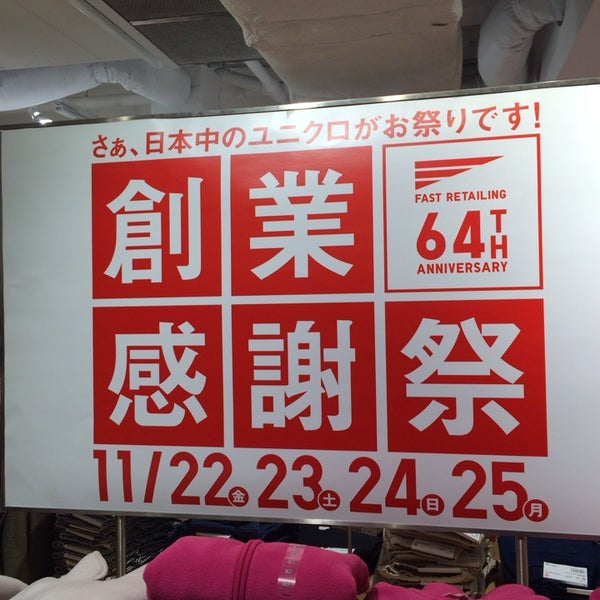 さぁ、日本中のユニクロがお祭りです!
創業
FAST RETAILING
64TH
ANNIVERSARY
感謝祭
11/22金23土24日25月